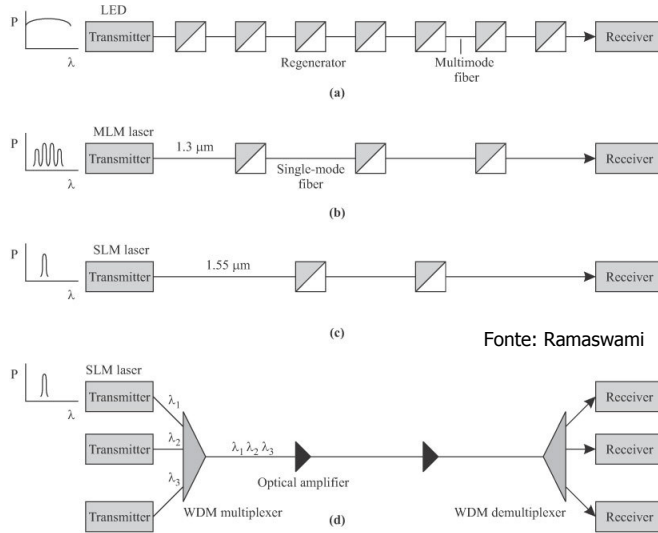 LED
P
λ
Transmitter
Regenerator
Multimode
fiber
Receiver
(a)
MLM laser
P
λ
Transmitter
1.3 μm
Single-mode
fiber
Receiver
(b)
SLM laser
P
λ
Transmitter
1.55 μm
Receiver
(c)
Fonte: Ramaswami
SLM laser
P
λ
Transmitter
λ1
Receiver
Transmitter
λ2
λ1 λ2 λ3
Receiver
Optical amplifier
λ3
Transmitter
WDM multiplexer
WDM demultiplexer
Receiver
(d)